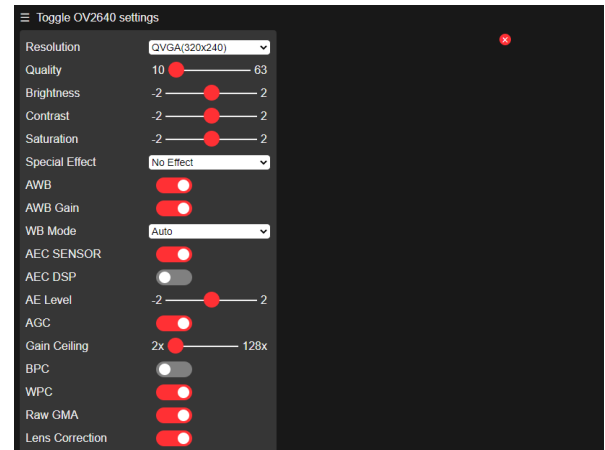 ☰ Toggle OV2640 settings
Resolution QVGA(320x240)
Quality 10 63
Brightness -2 2
Contrast -2 2
Saturation -2 2
Special Effect No Effect
AWB
AWB Gain
WB Mode Auto
AEC SENSOR
AEC DSP
AE Level -2 2
AGC
Gain Ceiling 2x 128x
BPC
WPC
Raw GMA
Lens Correction